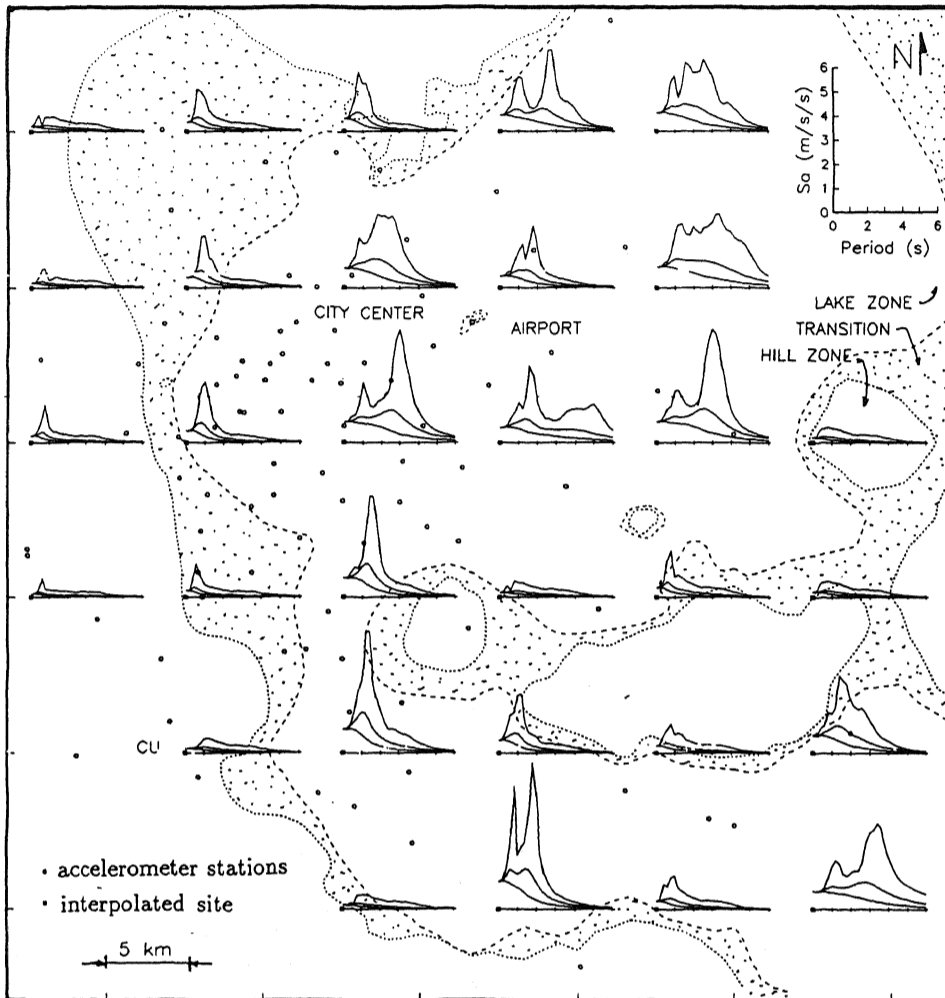 N
6
5
4
3
2
1
0
Sa (m/s/s)
0 2 4 6
Period (s)
CITY CENTER
AIRPORT
LAKE ZONE
TRANSITION
HILL ZONE
CU
• accelerometer stations
▪ interpolated site
5 km